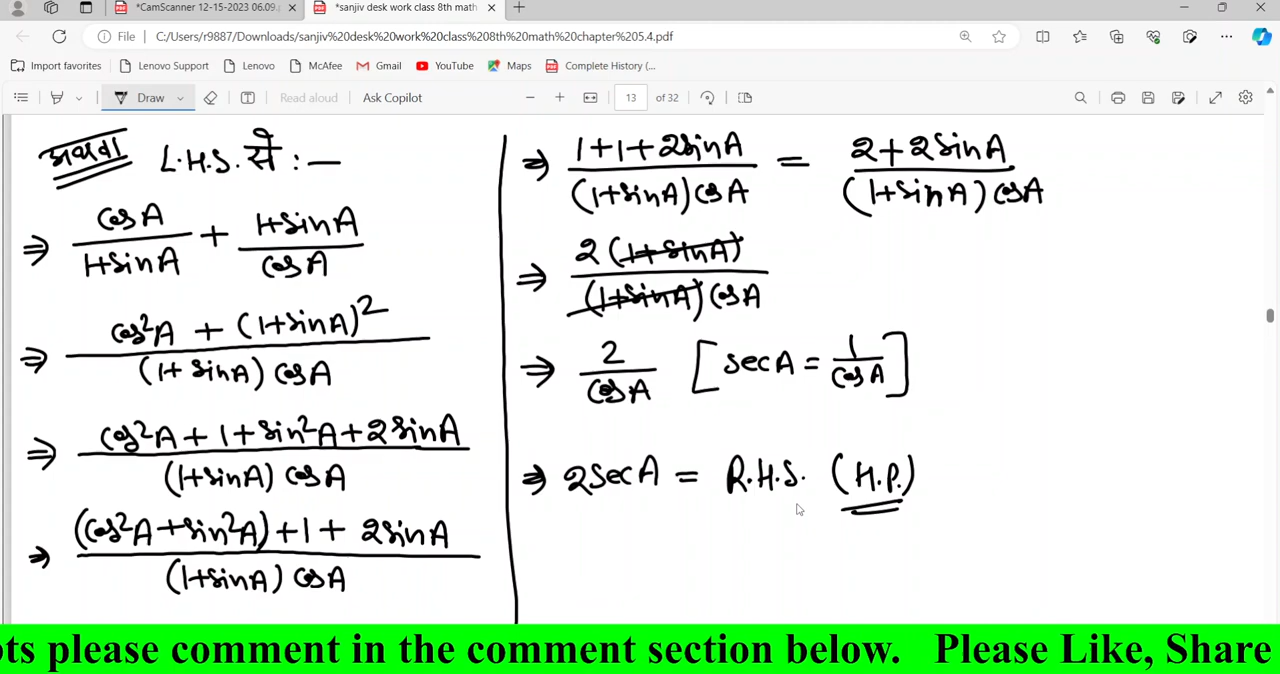 *CamScanner 12-15-2023 06.09.
*sanjiv desk work class 8th math
File C:/Users/r9887/Downloads/sanjiv%20desk%20work%20class%208th%20math%20chapter%205.4.pdf
Import favorites Lenovo Support Lenovo McAfee Gmail YouTube Maps Complete History (...
Draw Read aloud Ask Copilot 13 of 32
अथवा L.H.S. से :—
⇒ cosA/(1+sinA) + (1+sinA)/cosA
⇒ (cos²A + (1+sinA)²)/((1+sinA) cosA)
⇒ (cos²A + 1 + sin²A + 2sinA)/((1+sinA) cosA)
⇒ ((cos²A + sin²A) + 1 + 2sinA)/((1+sinA) cosA)
⇒ (1+1+2sinA)/((1+sinA) cosA) = (2+2sinA)/((1+sinA) cosA)
⇒ 2(1+sinA)/((1+sinA) cosA)
⇒ 2/cosA [secA = 1/cosA]
⇒ 2secA = R.H.S. (H.P.)
ots please comment in the comment section below. Please Like, Share